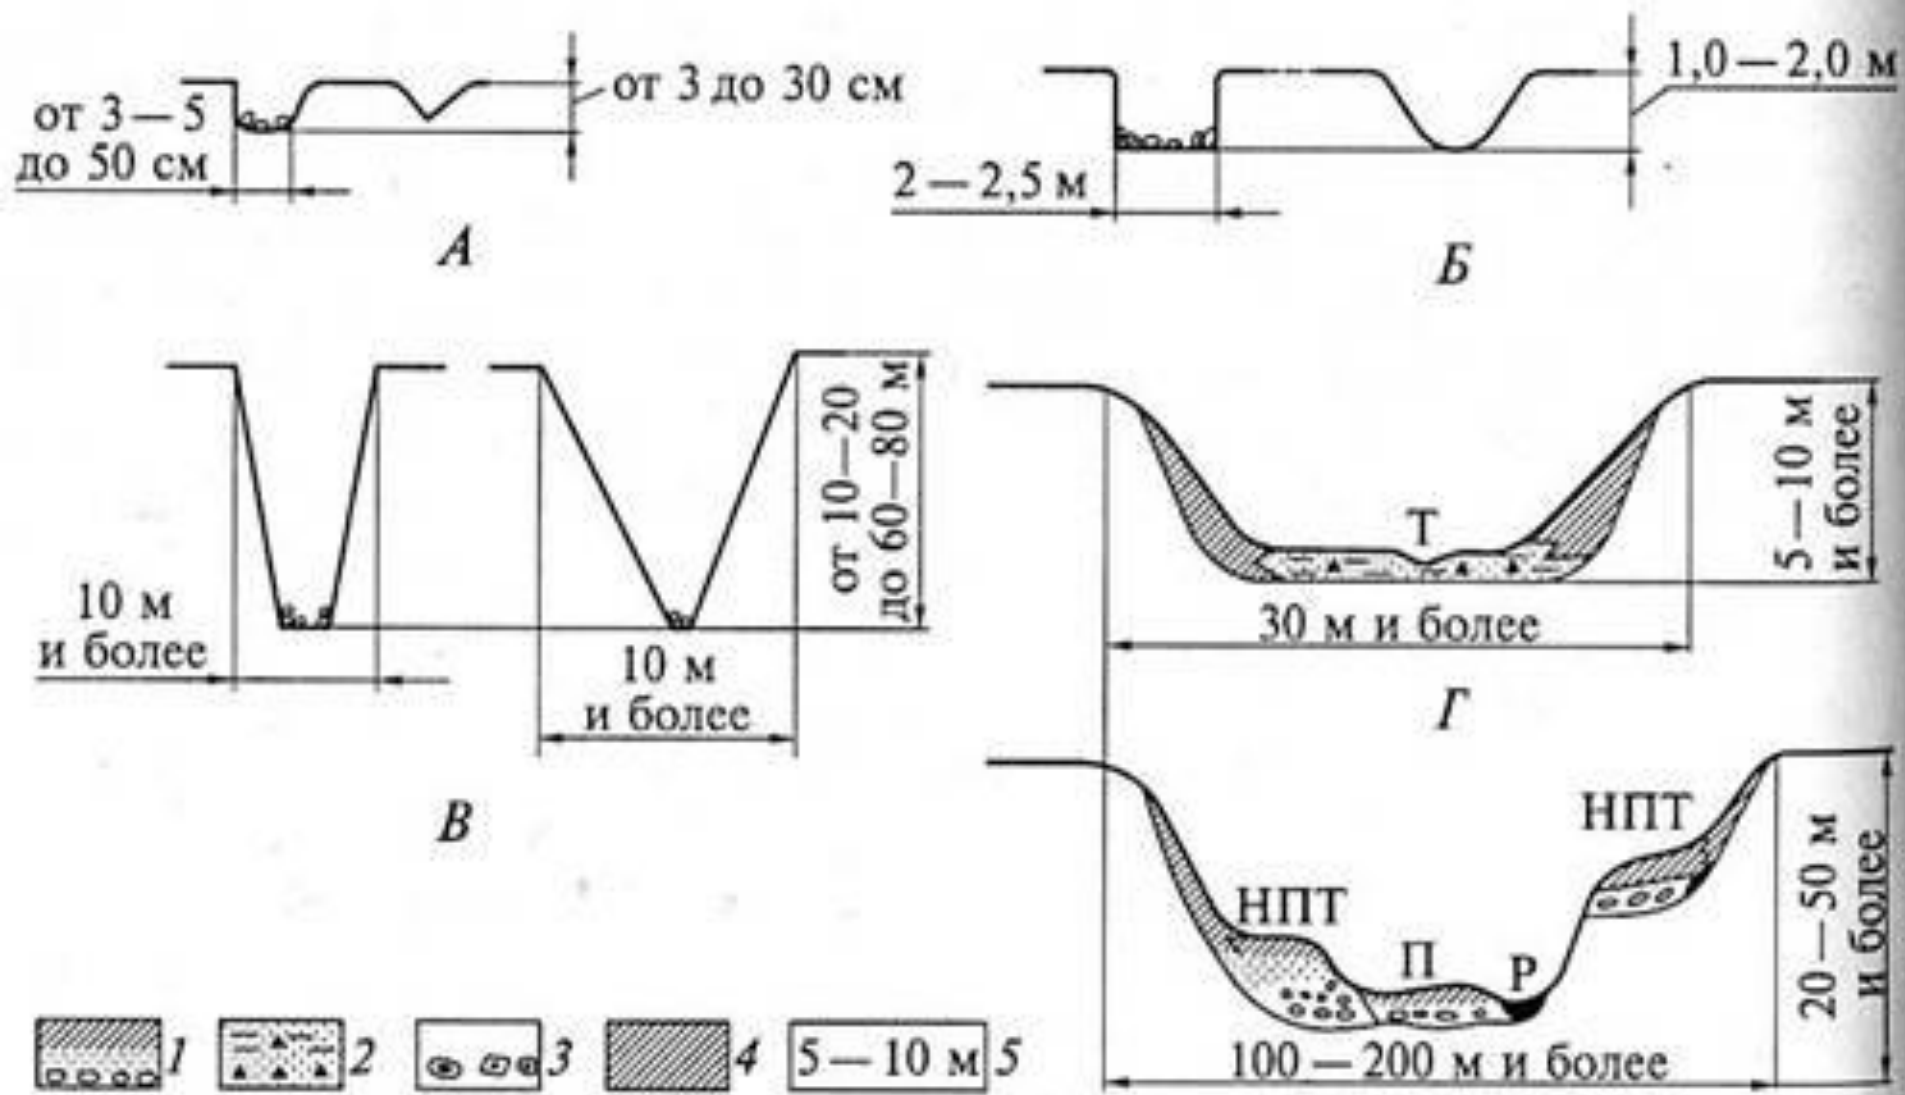 от 3 — 5
до 50 см
от 3 до 30 см
А
2 — 2,5 м
1,0 — 2,0 м
Б
10 м
и более
10 м
и более
от 10—20
до 60—80 м
В
Т
30 м и более
5—10 м
и более
Г
НПТ
П
Р
НПТ
100 — 200 м и более
20—50 м
и более
1
2
3
4
5 — 10 м 5